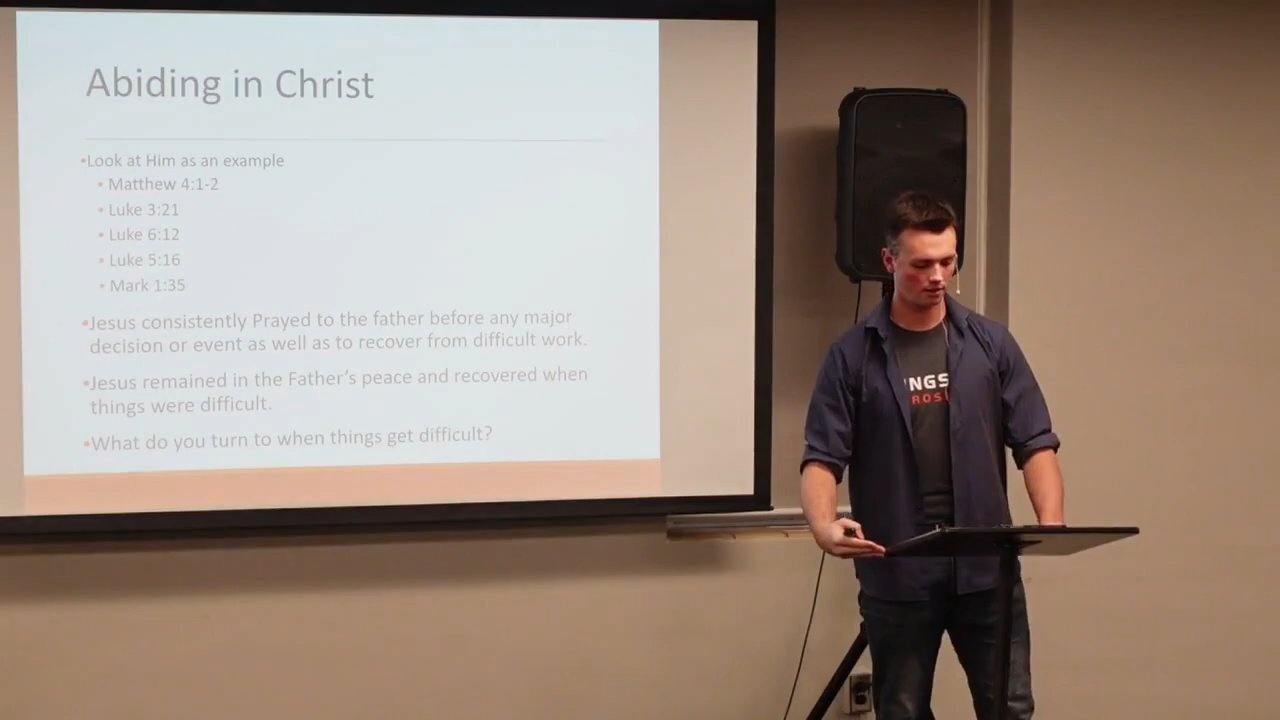 Abiding in Christ
•Look at Him as an example
• Matthew 4:1-2
• Luke 3:21
• Luke 6:12
• Luke 5:16
• Mark 1:35
•Jesus consistently Prayed to the father before any major
decision or event as well as to recover from difficult work.
•Jesus remained in the Father's peace and recovered when
things were difficult.
•What do you turn to when things get difficult?
NGS
ROS